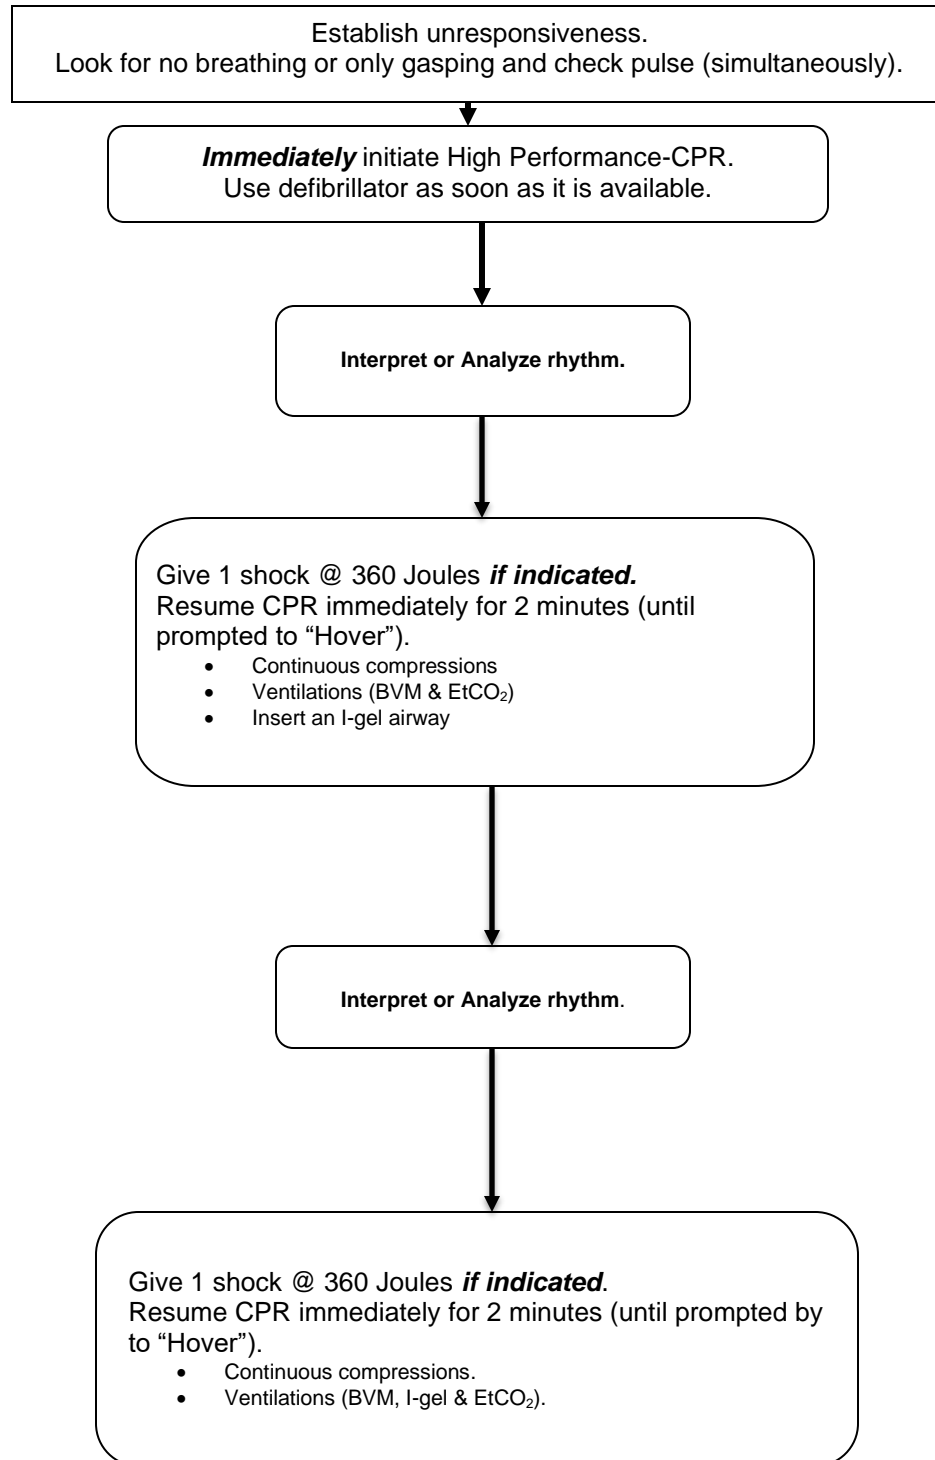 Establish unresponsiveness.
Look for no breathing or only gasping and check pulse (simultaneously).
Immediately initiate High Performance-CPR.
Use defibrillator as soon as it is available.
Interpret or Analyze rhythm.
Give 1 shock @ 360 Joules if indicated.
Resume CPR immediately for 2 minutes (until
prompted to “Hover”).
• Continuous compressions
• Ventilations (BVM & EtCO₂)
• Insert an I-gel airway
Interpret or Analyze rhythm.
Give 1 shock @ 360 Joules if indicated.
Resume CPR immediately for 2 minutes (until prompted by
to “Hover”).
• Continuous compressions.
• Ventilations (BVM, I-gel & EtCO₂).